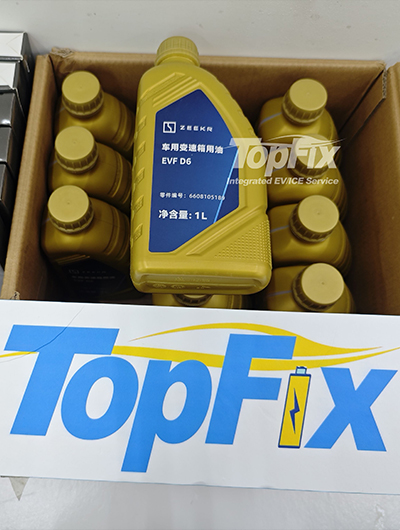 ZEEKR
车用变速箱用油
EVF D6
零件编号: 6608105188
净含量: 1L
TopFix
Integrated EV/ICE Service
TopFix